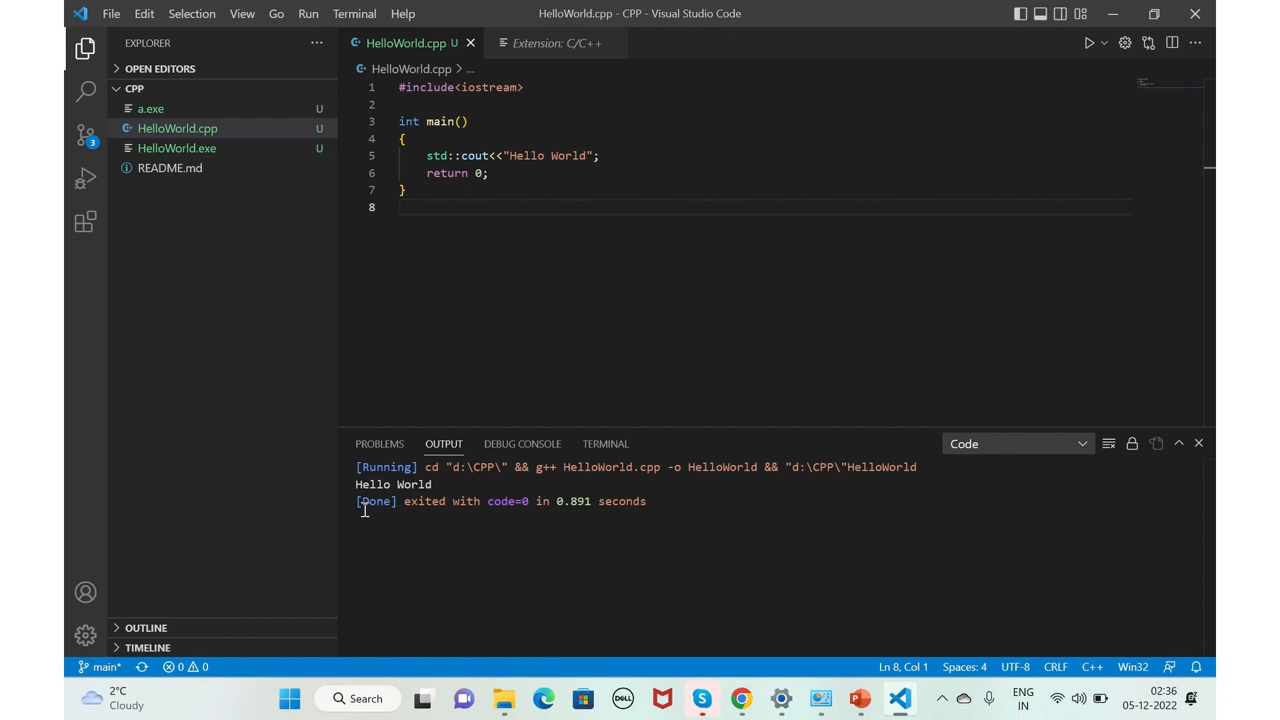 File Edit Selection View Go Run Terminal Help HelloWorld.cpp - CPP - Visual Studio Code
EXPLORER
HelloWorld.cpp U
Extension: C/C++
OPEN EDITORS
CPP
a.exe U
HelloWorld.cpp U
HelloWorld.exe U
README.md
3
OUTLINE
TIMELINE
HelloWorld.cpp > ...
1 #include<iostream>
2
3 int main()
4 {
5 std::cout<<"Hello World";
6 return 0;
7 }
8
PROBLEMS OUTPUT DEBUG CONSOLE TERMINAL Code
[Running] cd "d:\CPP\" && g++ HelloWorld.cpp -o HelloWorld && "d:\CPP\"HelloWorld
Hello World
[Done] exited with code=0 in 0.891 seconds
main* 0 0 Ln 8, Col 1 Spaces: 4 UTF-8 CRLF C++ Win32
2°C
Cloudy
Search
DELL
ENG
IN
02:36
05-12-2022